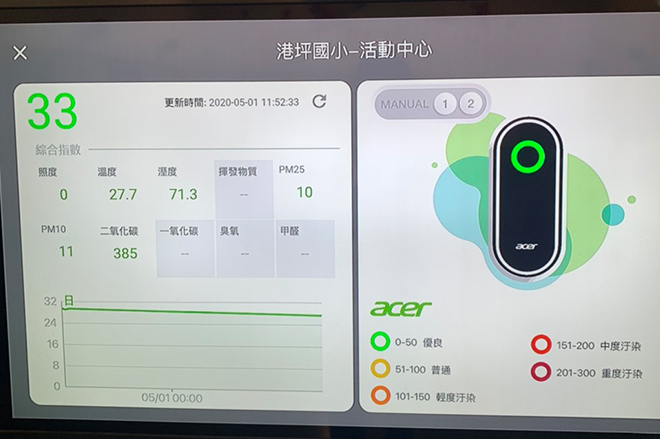 × 港坪國小-活動中心
33
更新時間: 2020-05-01 11:52:33
綜合指數
照度 溫度 溼度 揮發物質 PM25
0 27.7 71.3 -- 10
PM10 二氧化碳 一氧化碳 臭氧 甲醛
11 385 -- -- --
32 日
24
16
8
0
05/01 00:00
MANUAL 1 2
acer
acer
0-50 優良
51-100 普通
101-150 輕度汙染
151-200 中度汙染
201-300 重度汙染